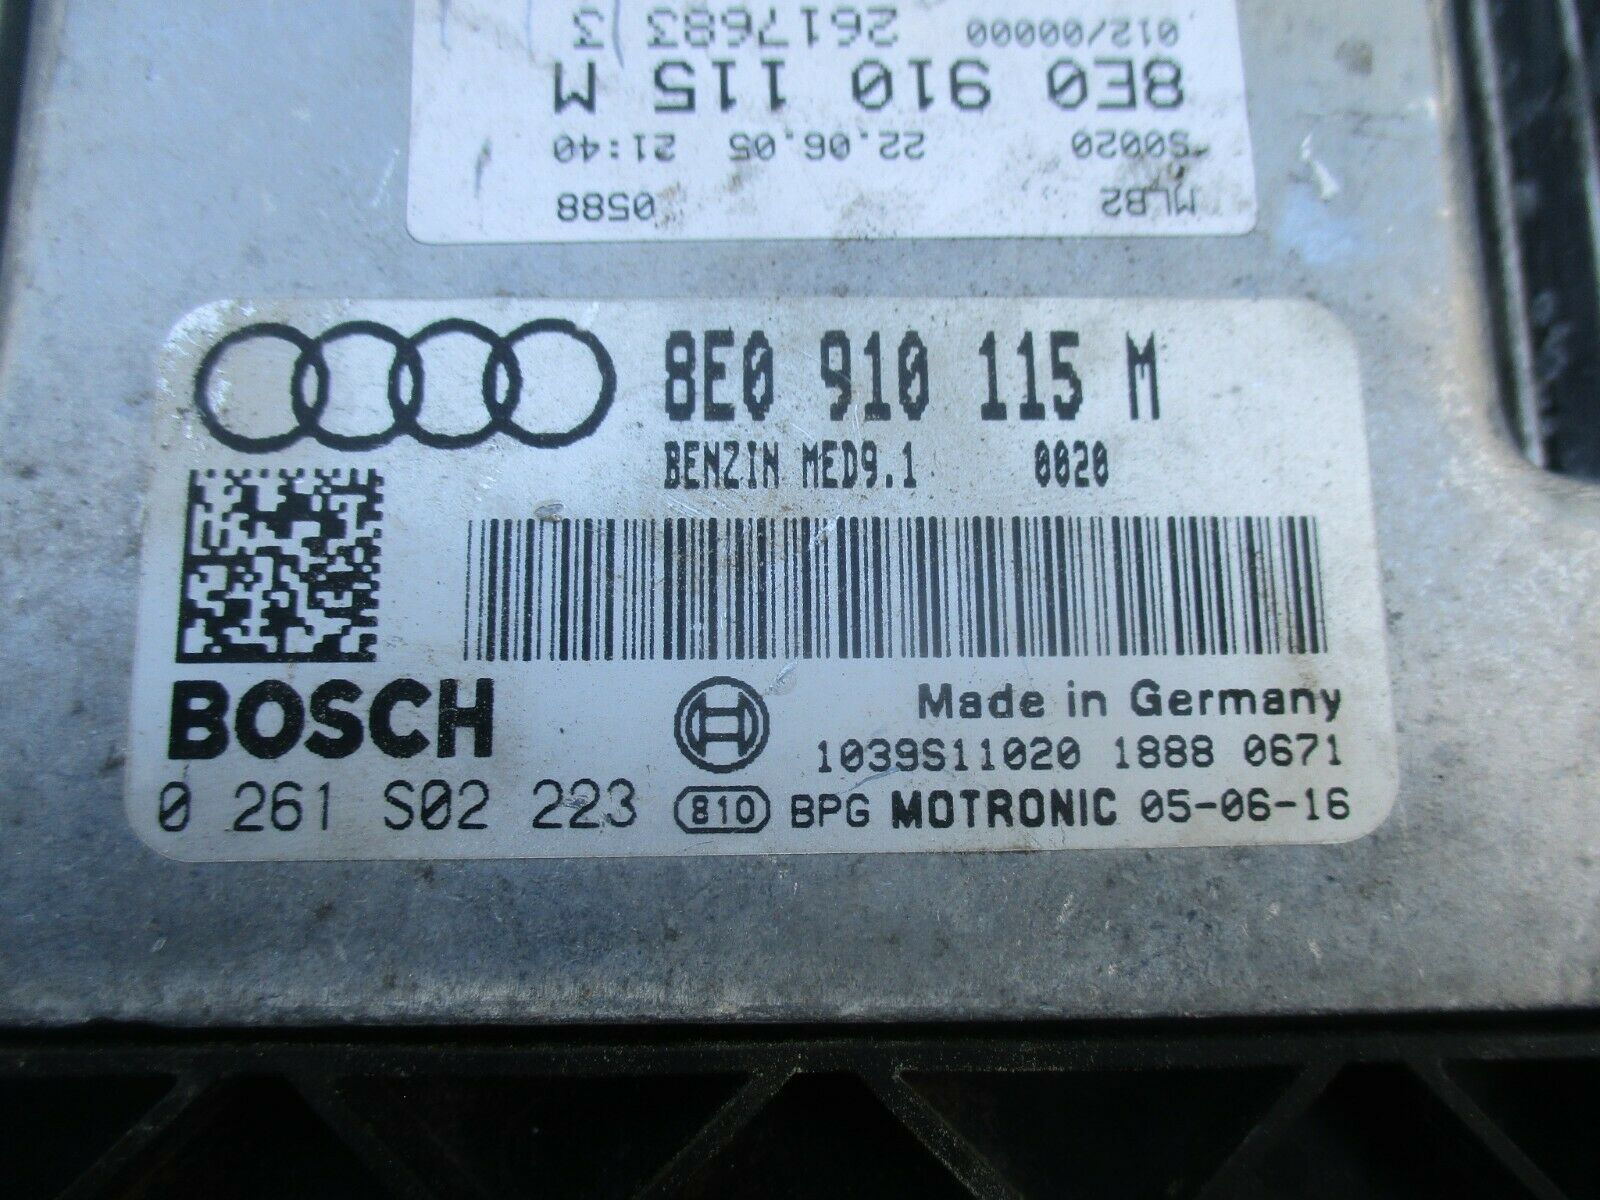 MLB2 0588
S0020 22.06.05 21:40
8E0 910 115 M
012/000000 2617683 3
8E0 910 115 M
BENZIN MED9.1 0020
BOSCH
Made in Germany
1039S11020 1888 0671
0 261 S02 223 810 BPG MOTRONIC 05-06-16